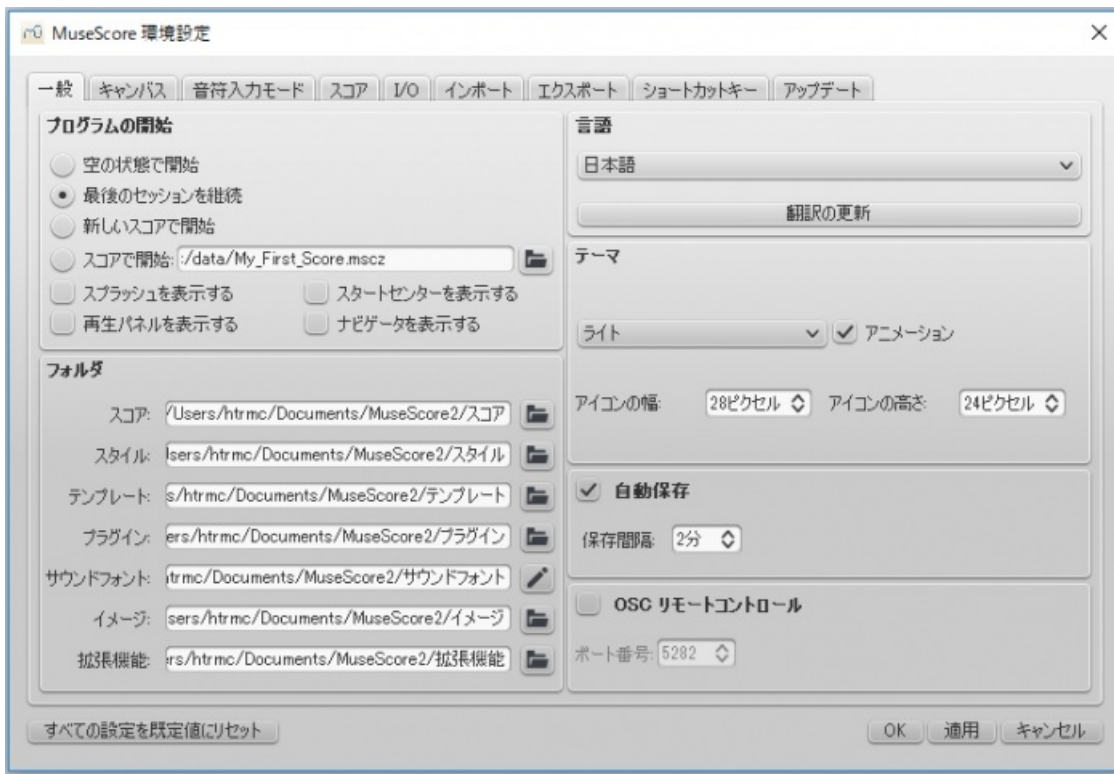 MuseScore 環境設定
一般 キャンバス 音符入力モード スコア I/O インポート エクスポート ショートカットキー アップデート
プログラムの開始
空の状態で開始
最後のセッションを継続
新しいスコアで開始
スコアで開始: :/data/My_First_Score.mscz
スプラッシュを表示する スタートセンターを表示する
再生パネルを表示する ナビゲータを表示する
フォルダ
スコア: /Users/htrmc/Documents/MuseScore2/スコア
スタイル: Jsers/htrmc/Documents/MuseScore2/スタイル
テンプレート: s/htrmc/Documents/MuseScore2/テンプレート
プラグイン: ers/htrmc/Documents/MuseScore2/プラグイン
サウンドフォント: trmc/Documents/MuseScore2/サウンドフォント
イメージ: sers/htrmc/Documents/MuseScore2/イメージ
拡張機能: rs/htrmc/Documents/MuseScore2/拡張機能
言語
日本語
翻訳の更新
テーマ
ライト アニメーション
アイコンの幅: 28ピクセル アイコンの高さ: 24ピクセル
自動保存
保存間隔: 2分
OSC リモートコントロール
ポート番号: 5282
すべての設定を既定値にリセット OK 適用 キャンセル